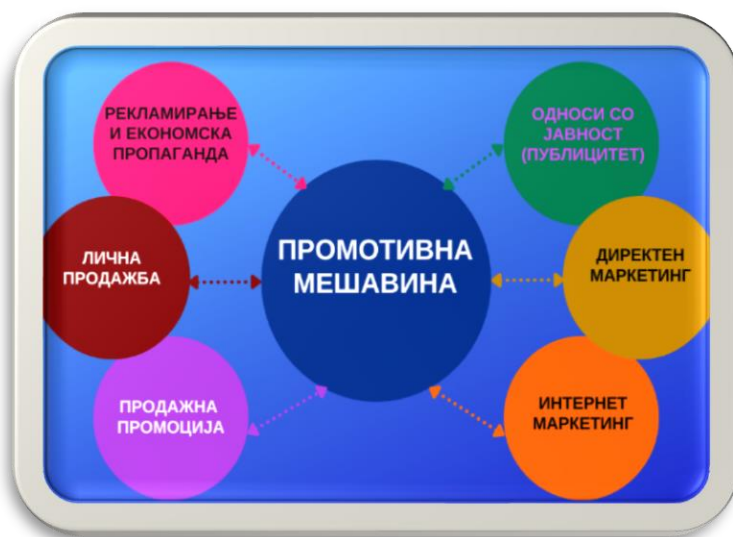 РЕКЛАМИРАЊЕ
И ЕКОНОМСКА
ПРОПАГАНДА
ОДНОСИ СО
ЈАВНОСТ
(ПУБЛИЦИТЕТ)
ЛИЧНА
ПРОДАЖБА
ПРОМОТИВНА
МЕШАВИНА
ДИРЕКТЕН
МАРКЕТИНГ
ПРОДАЖНА
ПРОМОЦИЈА
ИНТЕРНЕТ
МАРКЕТИНГ